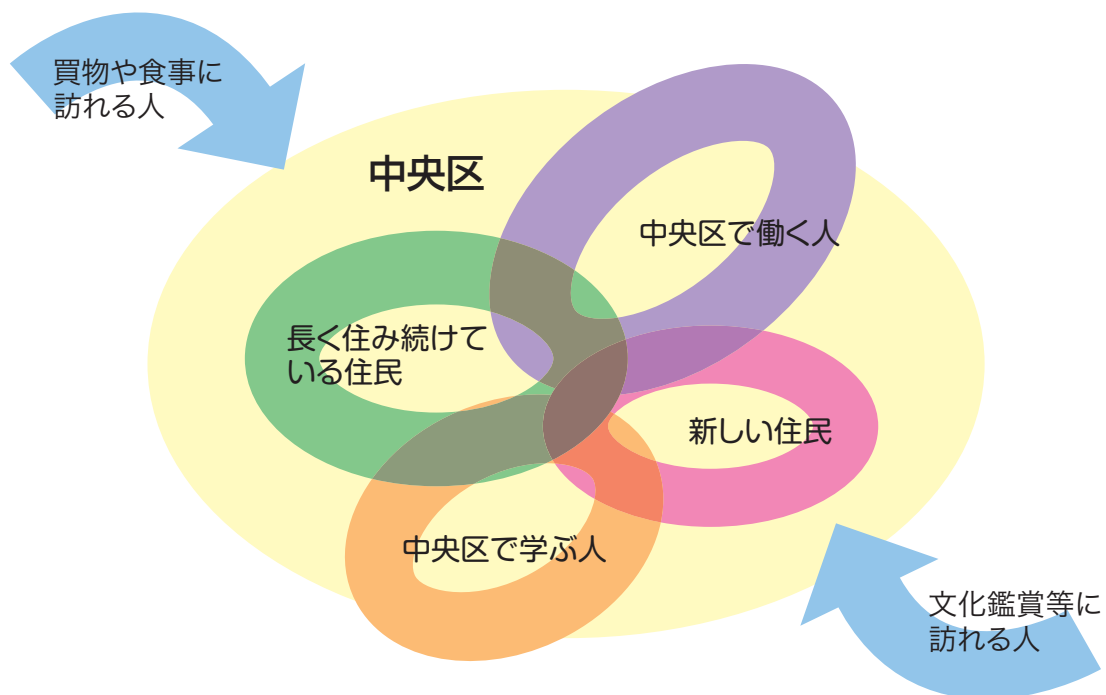 買物や食事に
訪れる人
中央区
中央区で働く人
長く住み続けて
いる住民
新しい住民
中央区で学ぶ人
文化鑑賞等に
訪れる人